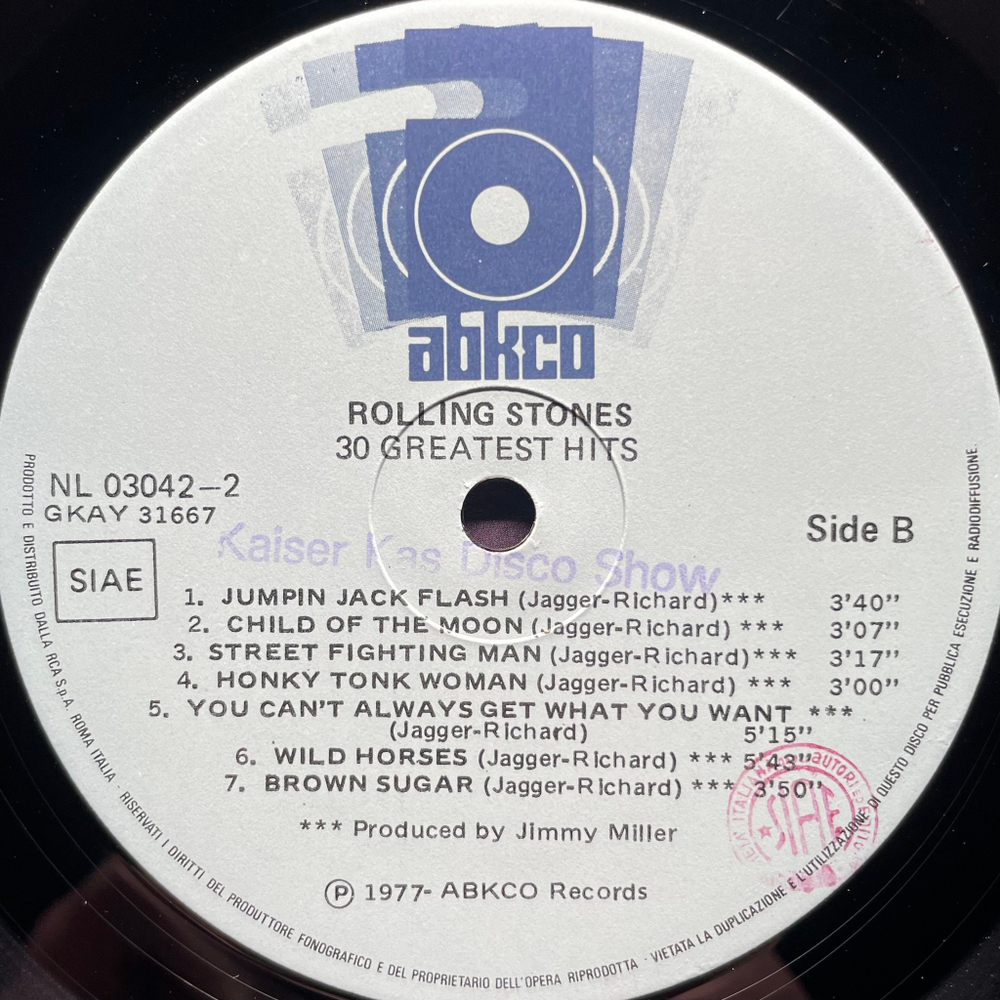 abkco
ROLLING STONES
30 GREATEST HITS
NL 03042-2
GKAY 31667
SIAE
Side B
Kaiser Kas Disco Show
1. JUMPIN JACK FLASH (Jagger-Richard)*** 3'40"
2. CHILD OF THE MOON (Jagger-Richard) *** 3'07"
3. STREET FIGHTING MAN (Jagger-Richard)*** 3'17"
4. HONKY TONK WOMAN (Jagger-Richard) *** 3'00"
5. YOU CAN'T ALWAYS GET WHAT YOU WANT ***
(Jagger-Richard) 5'15"
6. WILD HORSES (Jagger-Richard) *** 5'43"
7. BROWN SUGAR (Jagger-Richard) *** 3'50"
*** Produced by Jimmy Miller
Ⓟ 1977- ABKCO Records
PRODOTTO E DISTRIBUITO DALLA RCA S.p.A. ROMA ITALIA · RISERVATI I DIRITTI DEL PRODUTTORE FONOGRAFICO E DEL PROPRIETARIO DELL'OPERA RIPRODOTTA · VIETATA LA DUPLICAZIONE E L'UTILIZZAZIONE DI QUESTO DISCO PER PUBBLICA ESECUZIONE E RADIODIFFUSIONE.
SIAE
AUTORI ED